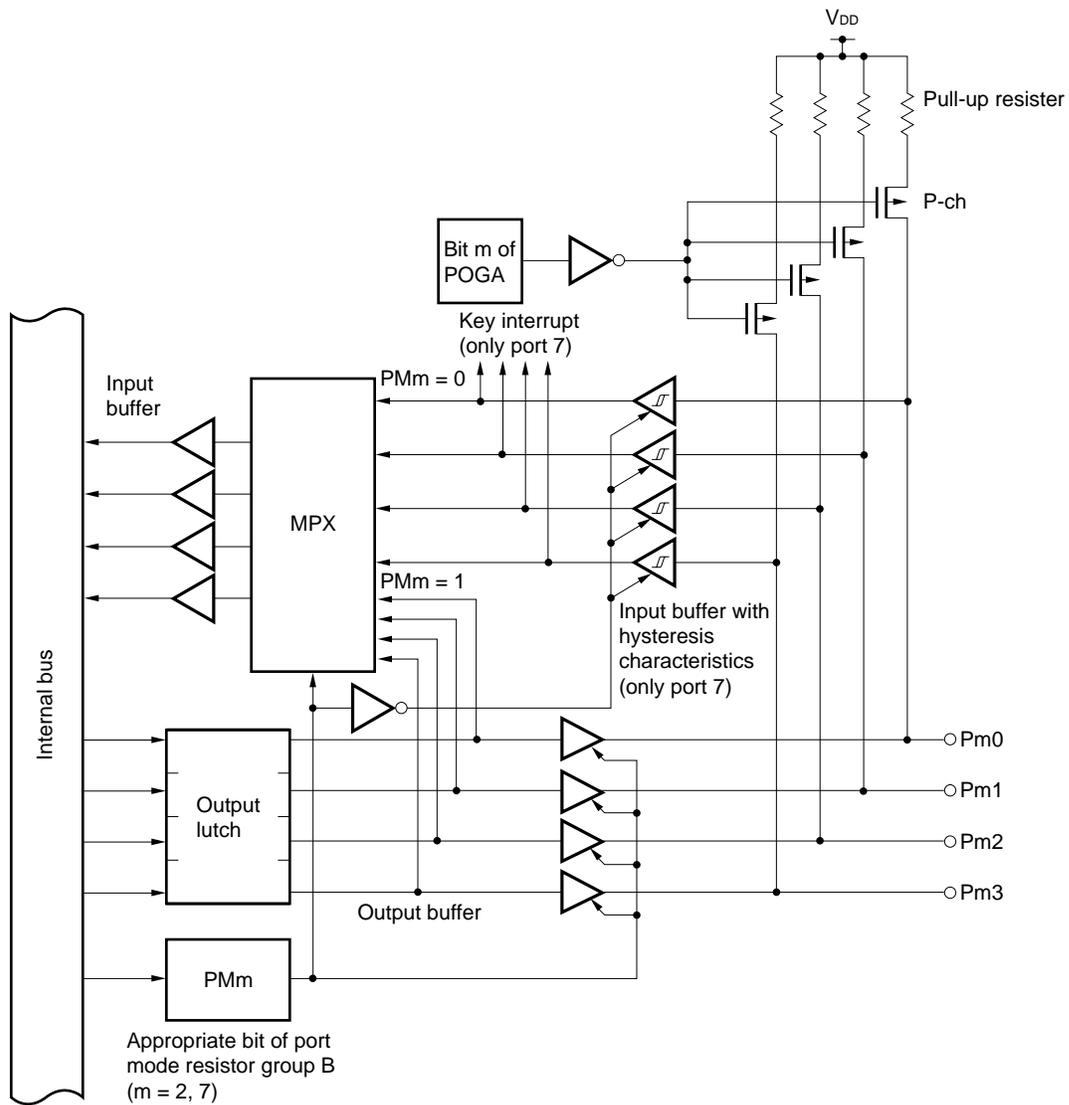 VDD
Pull-up resister
P-ch
Bit m of
POGA
Key interrupt
(only port 7)
PMm = 0
Input
buffer
MPX
PMm = 1
Input buffer with
hysteresis
characteristics
(only port 7)
Internal bus
Output
lutch
Pm0
Pm1
Pm2
Pm3
Output buffer
PMm
Appropriate bit of port
mode resistor group B
(m = 2, 7)